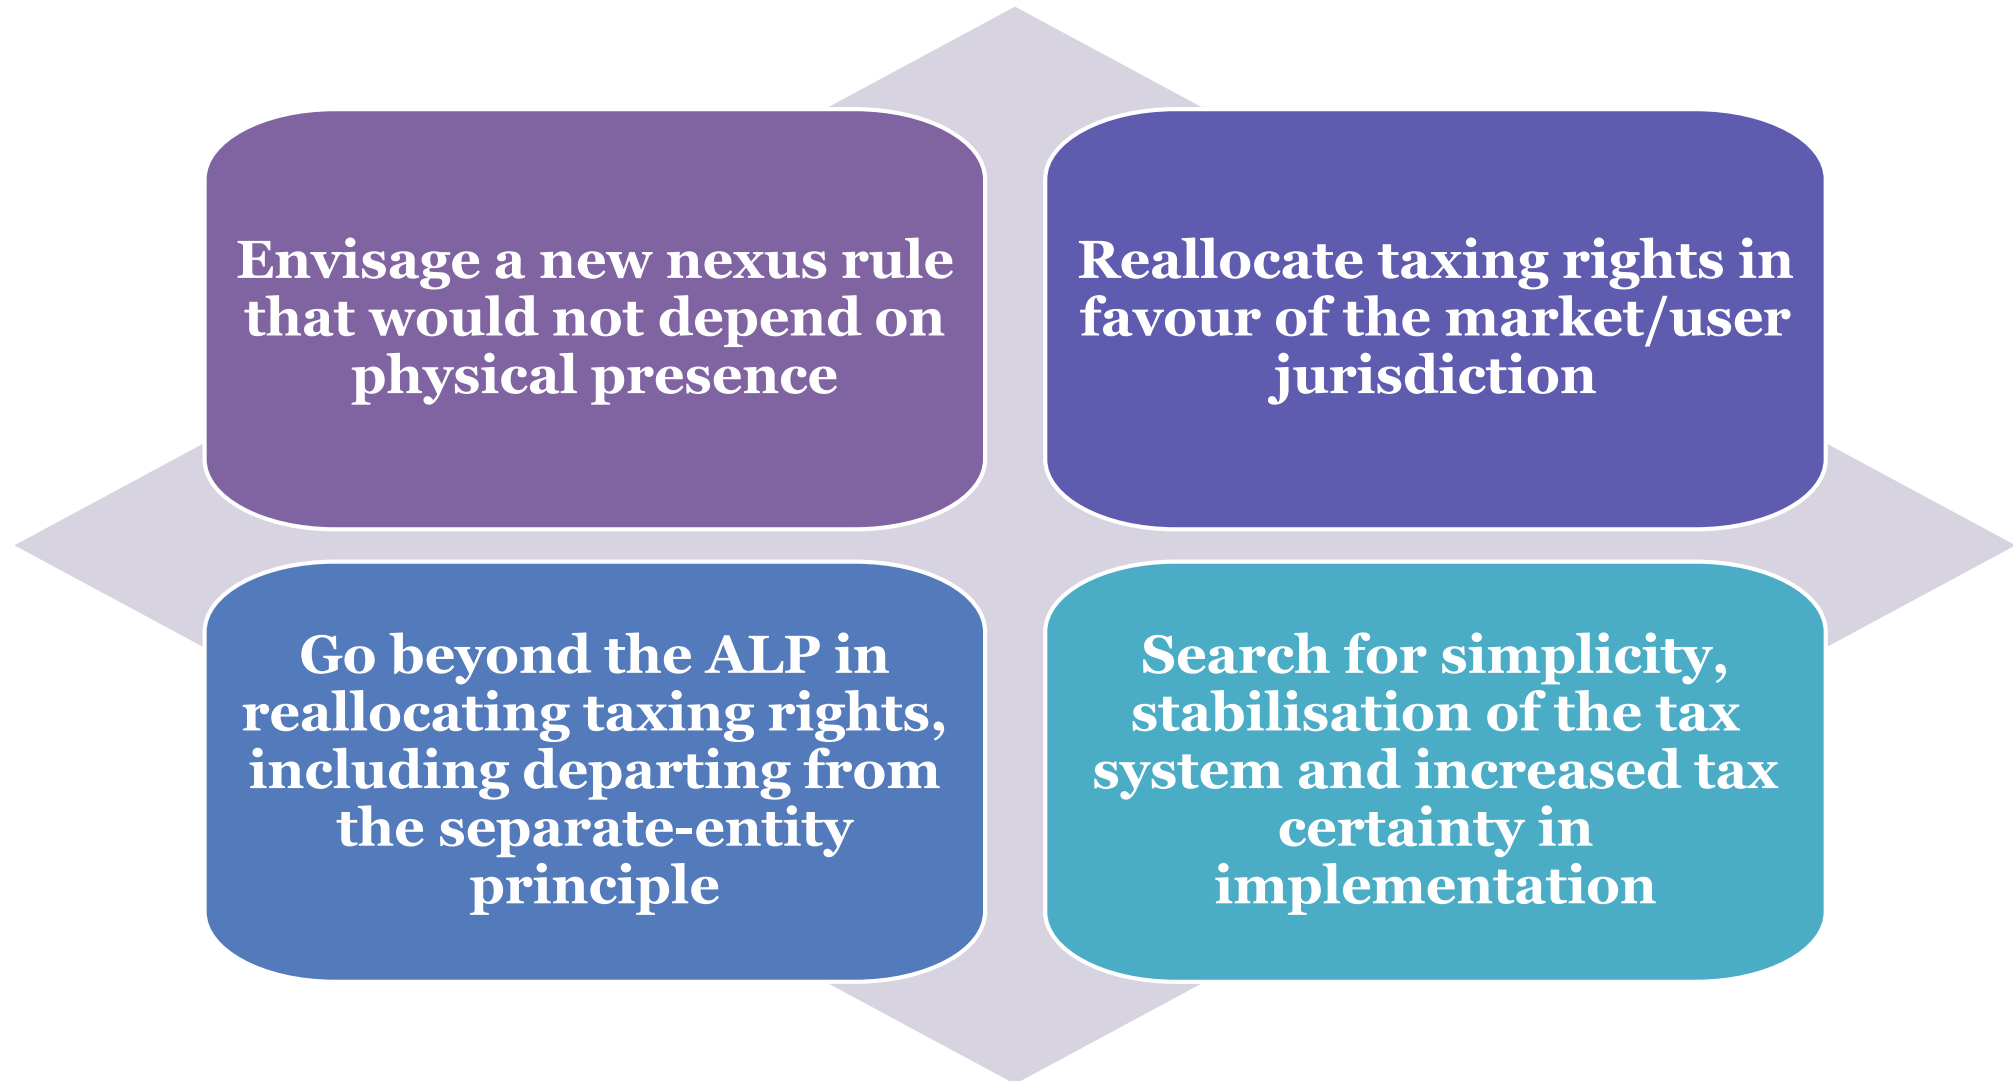 Envisage a new nexus rule
that would not depend on
physical presence
Reallocate taxing rights in
favour of the market/user
jurisdiction
Go beyond the ALP in
reallocating taxing rights,
including departing from
the separate-entity
principle
Search for simplicity,
stabilisation of the tax
system and increased tax
certainty in
implementation